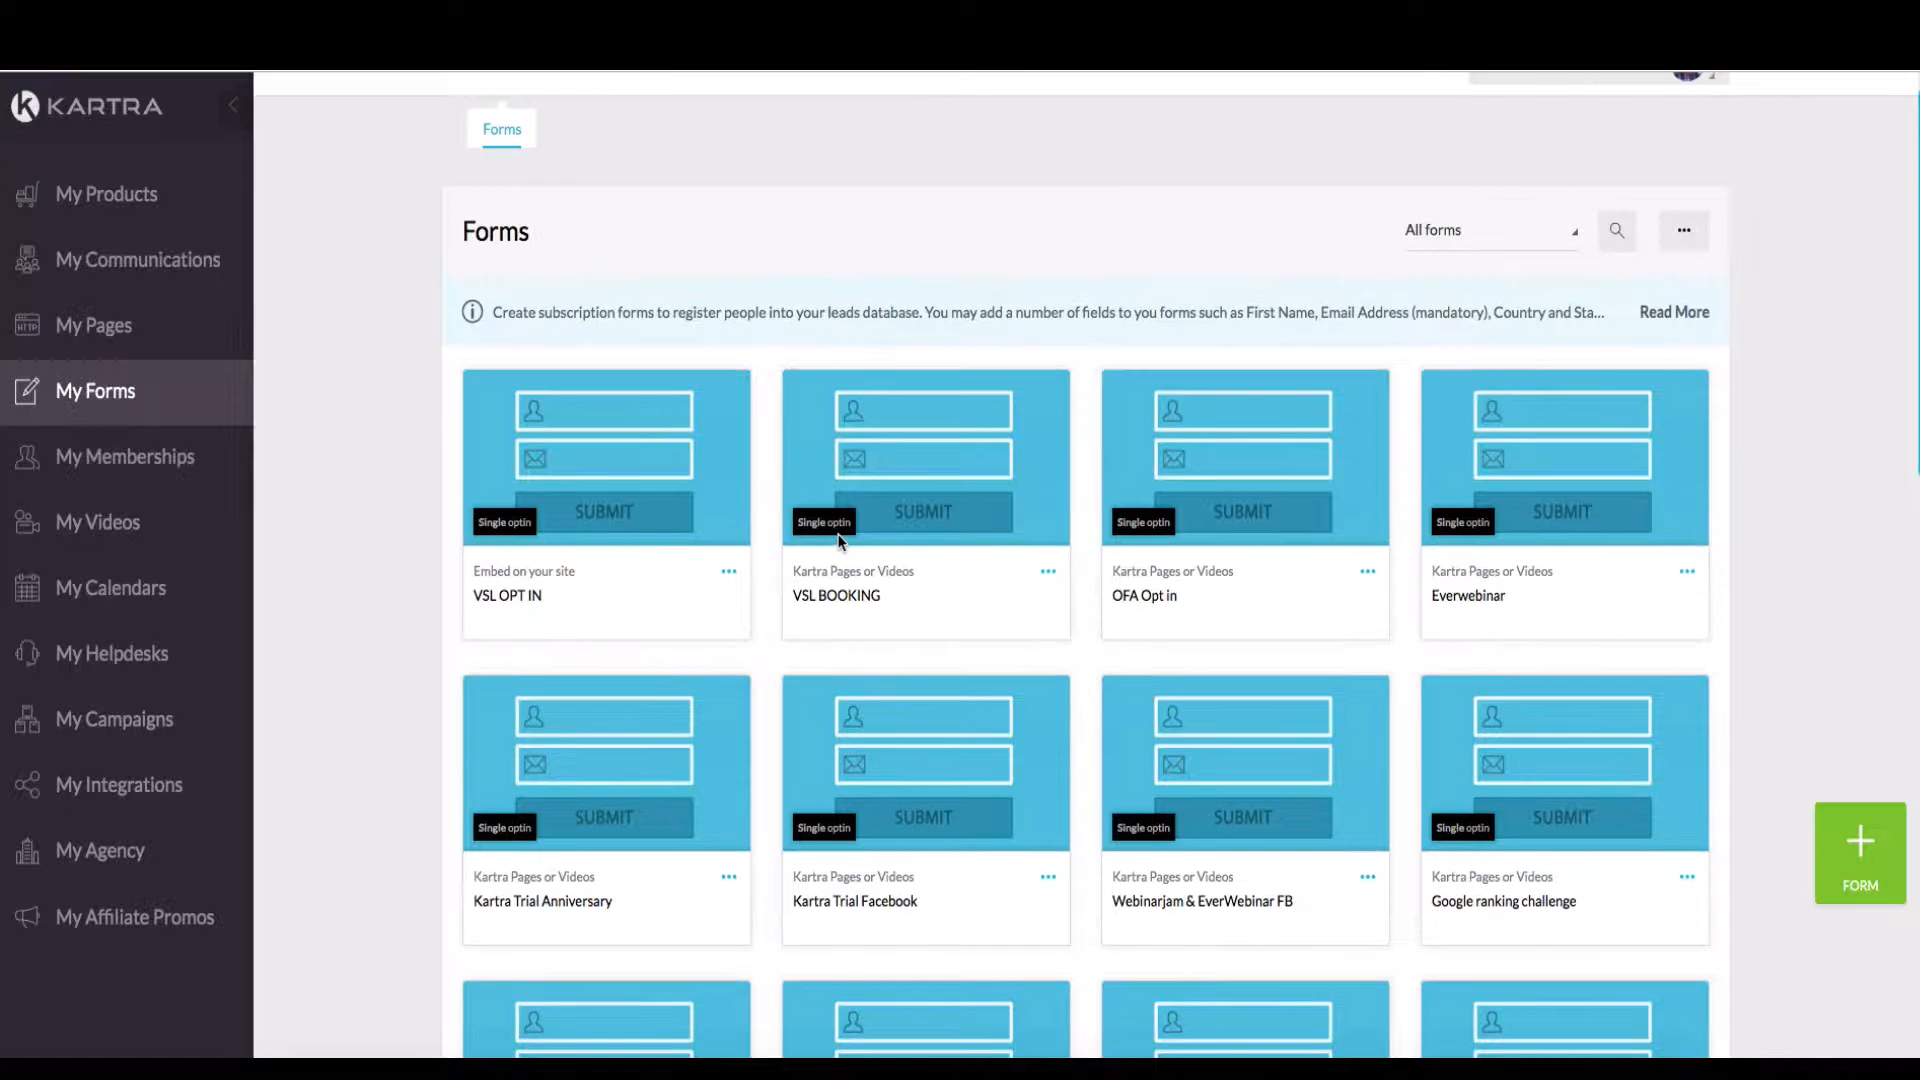 KARTRA
My Products
My Communications
HTTP
My Pages
My Forms
My Memberships
My Videos
My Calendars
My Helpdesks
My Campaigns
My Integrations
My Agency
My Affiliate Promos
Forms
Forms
All forms
Create subscription forms to register people into your leads database. You may add a number of fields to you forms such as First Name, Email Address (mandatory), Country and Sta... Read More
SUBMIT
Single optin
Embed on your site
VSL OPT IN
SUBMIT
Single optin
Kartra Pages or Videos
VSL BOOKING
SUBMIT
Single optin
Kartra Pages or Videos
OFA Opt in
SUBMIT
Single optin
Kartra Pages or Videos
Everwebinar
SUBMIT
Single optin
Kartra Pages or Videos
Kartra Trial Anniversary
SUBMIT
Single optin
Kartra Pages or Videos
Kartra Trial Facebook
SUBMIT
Single optin
Kartra Pages or Videos
Webinarjam & EverWebinar FB
SUBMIT
Single optin
Kartra Pages or Videos
Google ranking challenge
+
FORM